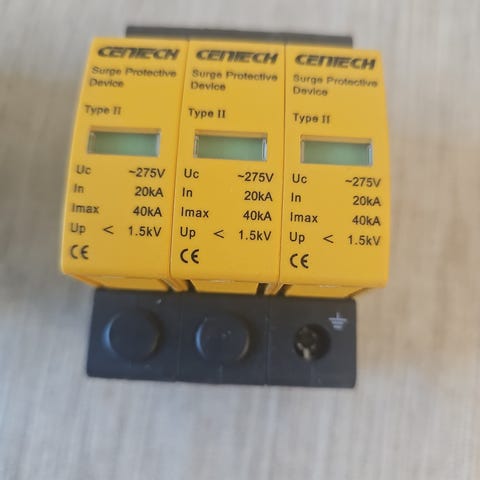 CENTECH
Surge Protective
Device
Type II
Uc ~275V
In 20kA
Imax 40kA
Up < 1.5kV
CE
CENTECH
Surge Protective
Device
Type II
Uc ~275V
In 20kA
Imax 40kA
Up < 1.5kV
CE
CENTECH
Surge Protective
Device
Type II
Uc ~275V
In 20kA
Imax 40kA
Up < 1.5kV
CE